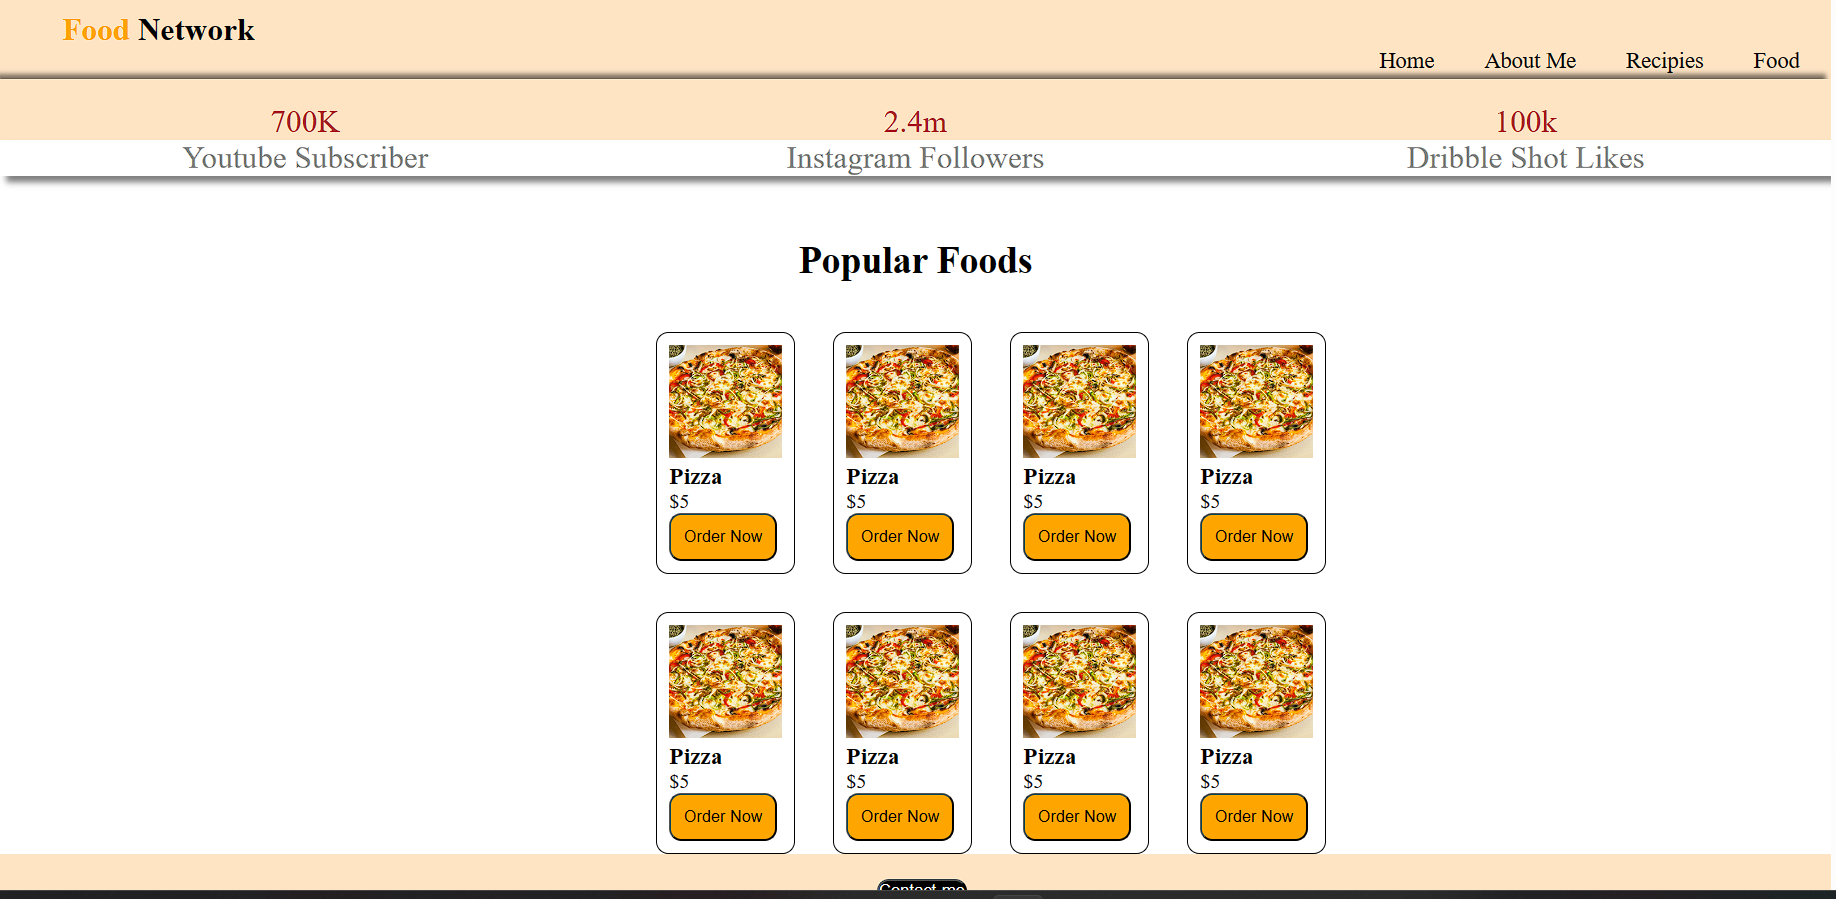 Food Network
Home About Me Recipies Food
700K 2.4m 100k
Youtube Subscriber Instagram Followers Dribble Shot Likes
Popular Foods
Pizza Pizza Pizza Pizza
$5 $5 $5 $5
Order Now Order Now Order Now Order Now
Pizza Pizza Pizza Pizza
$5 $5 $5 $5
Order Now Order Now Order Now Order Now
Contact me